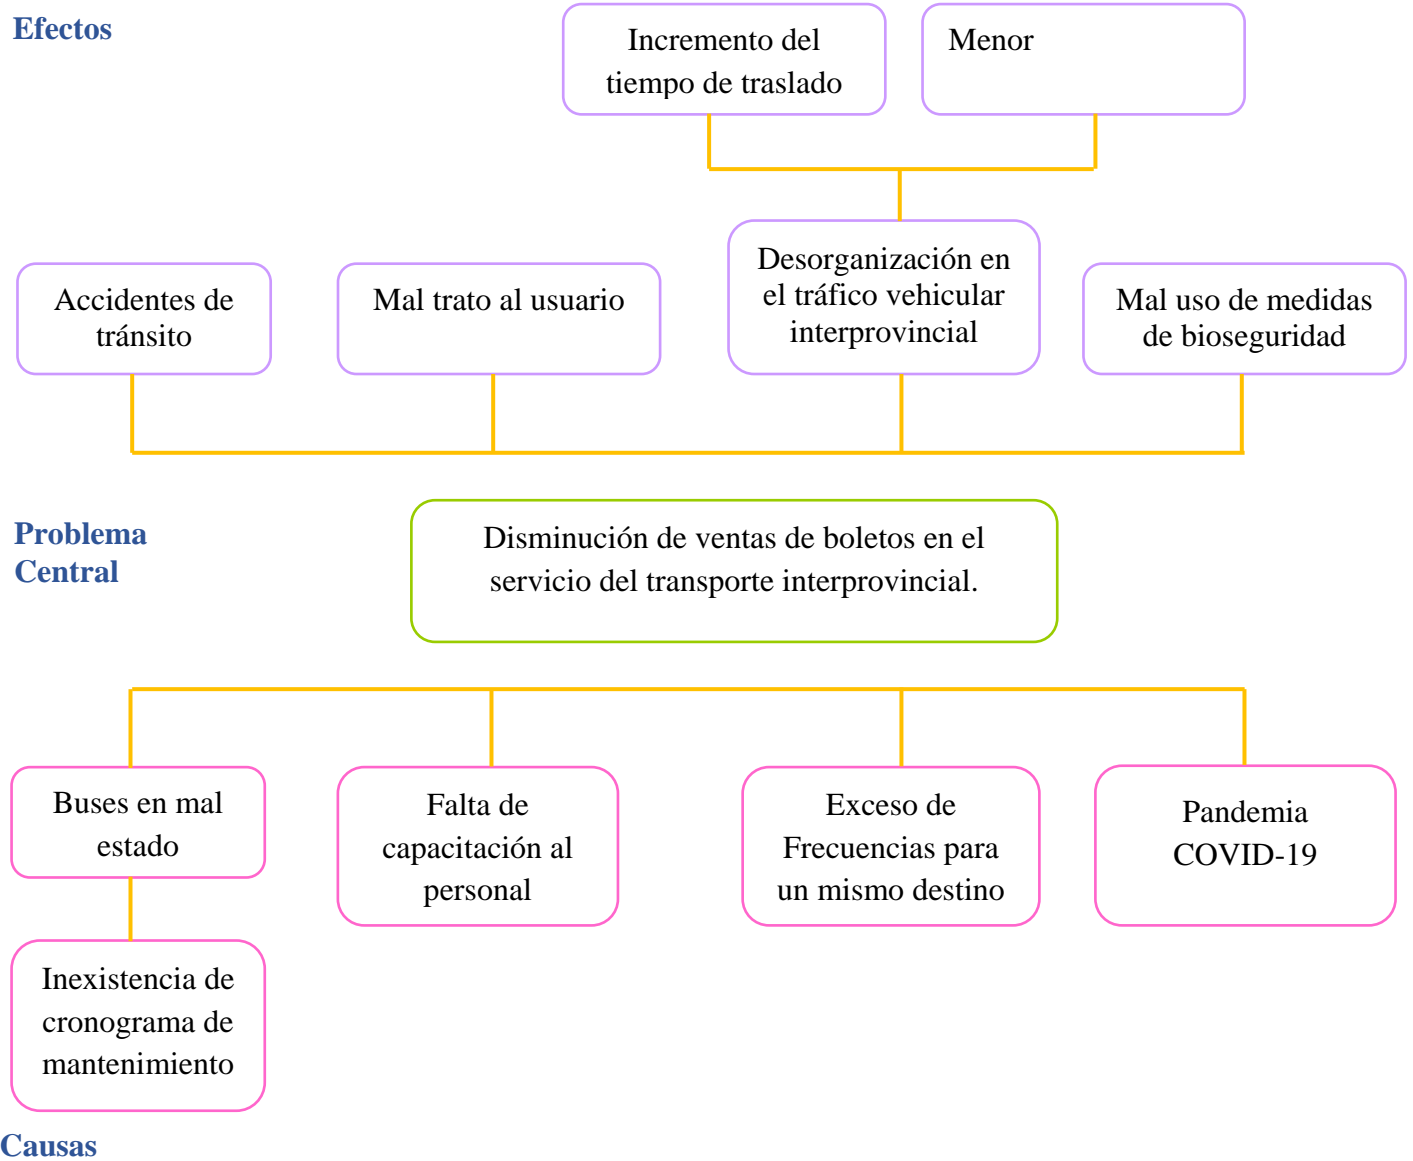 Efectos
Incremento del
tiempo de traslado
Menor
Accidentes de
tránsito
Mal trato al usuario
Desorganización en
el tráfico vehicular
interprovincial
Mal uso de medidas
de bioseguridad
Problema
Central
Disminución de ventas de boletos en el
servicio del transporte interprovincial.
Buses en mal
estado
Falta de
capacitación al
personal
Exceso de
Frecuencias para
un mismo destino
Pandemia
COVID-19
Inexistencia de
cronograma de
mantenimiento
Causas